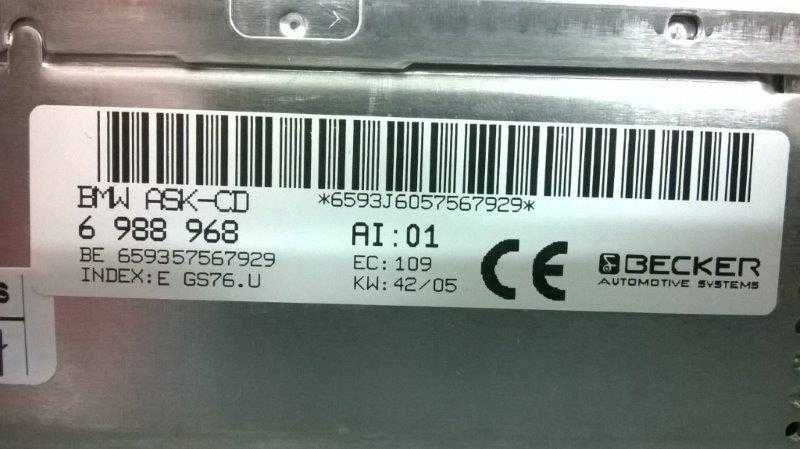 *6593J6057567929*
BMW ASK-CD
6 988 968
AI:01
BE 659357567929
EC:109
INDEX:E GS76.U
KW:42/05
CE
BECKER
AUTOMOTIVE SYSTEMS
s